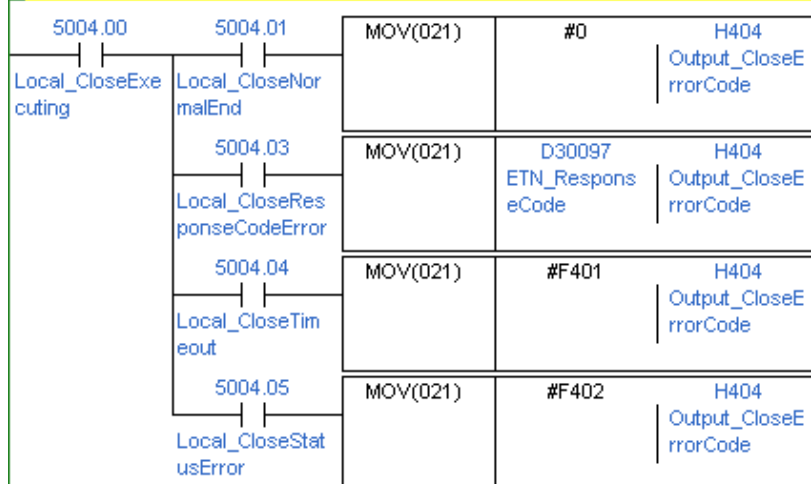 5004.00 5004.01 MOV(021) #0 H404
Local_CloseExe Local_CloseNor Output_CloseE
cuting malEnd rrorCode
5004.03 MOV(021) D30097 H404
Local_CloseRes ETN_Respons Output_CloseE
ponseCodeError eCode rrorCode
5004.04 MOV(021) #F401 H404
Local_CloseTim Output_CloseE
eout rrorCode
5004.05 MOV(021) #F402 H404
Local_CloseStat Output_CloseE
usError rrorCode